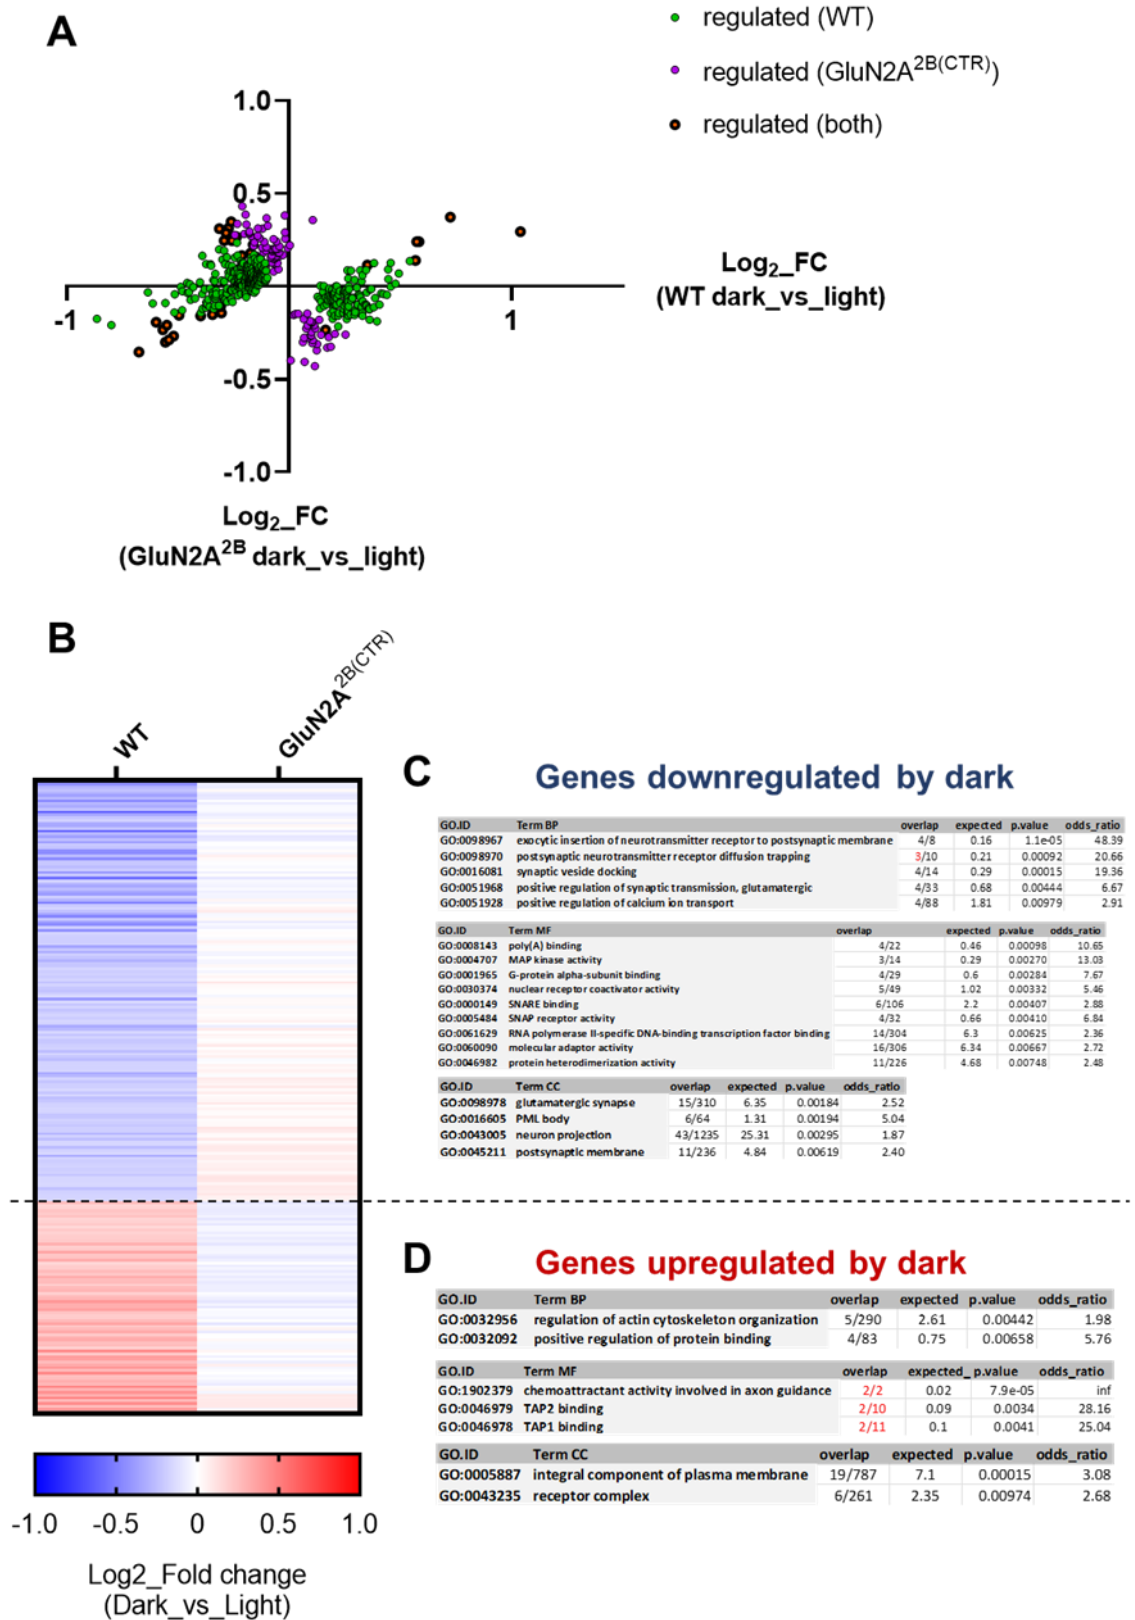 A
regulated (WT)
regulated (GluN2A2B(CTR))
regulated (both)
1.0
0.5
-1
1
-0.5
-1.0
Log2_FC
(WT dark_vs_light)
Log2_FC
(GluN2A2B dark_vs_light)
B
WT
GluN2A2B(CTR)
C
Genes downregulated by dark
GO.ID Term BP overlap expected p.value odds_ratio
GO:0098967 exocytic insertion of neurotransmitter receptor to postsynaptic membrane 4/8 0.16 1.1e-05 48.39
GO:0098970 postsynaptic neurotransmitter receptor diffusion trapping 3/10 0.21 0.00092 20.66
GO:0016081 synaptic veside docking 4/14 0.29 0.00015 19.36
GO:0051968 positive regulation of synaptic transmission, glutamatergic 4/33 0.68 0.00444 6.67
GO:0051928 positive regulation of calcium ion transport 4/88 1.81 0.00979 2.91
GO.ID Term MF overlap expected p.value odds_ratio
GO:0008143 poly(A) binding 4/22 0.46 0.00098 10.65
GO:0004707 MAP kinase activity 3/14 0.29 0.00270 13.03
GO:0001965 G-protein alpha-subunit binding 4/29 0.6 0.00284 7.67
GO:0030374 nuclear receptor coactivator activity 5/49 1.02 0.00332 5.46
GO:0000149 SNARE binding 6/106 2.2 0.00407 2.88
GO:0005484 SNAP receptor activity 4/32 0.66 0.00410 6.84
GO:0061629 RNA polymerase II-specific DNA-binding transcription factor binding 14/304 6.3 0.00625 2.36
GO:0060090 molecular adaptor activity 16/306 6.34 0.00667 2.72
GO:0046982 protein heterodimerization activity 11/226 4.68 0.00748 2.48
GO.ID Term CC overlap expected p.value odds_ratio
GO:0098978 glutamatergic synapse 15/310 6.35 0.00184 2.52
GO:0016605 PML body 6/64 1.31 0.00194 5.04
GO:0043005 neuron projection 43/1235 25.31 0.00295 1.87
GO:0045211 postsynaptic membrane 11/236 4.84 0.00619 2.40
D
Genes upregulated by dark
GO.ID Term BP overlap expected p.value odds_ratio
GO:0032956 regulation of actin cytoskeleton organization 5/290 2.61 0.00442 1.98
GO:0032092 positive regulation of protein binding 4/83 0.75 0.00658 5.76
GO.ID Term MF overlap expected_ p.value odds_ratio
GO:1902379 chemoattractant activity involved in axon guidance 2/2 0.02 7.9e-05 inf
GO:0046979 TAP2 binding 2/10 0.09 0.0034 28.16
GO:0046978 TAP1 binding 2/11 0.1 0.0041 25.04
GO.ID Term CC overlap expected p.value odds_ratio
GO:0005887 integral component of plasma membrane 19/787 7.1 0.00015 3.08
GO:0043235 receptor complex 6/261 2.35 0.00974 2.68
-1.0 -0.5 0 0.5 1.0
Log2_Fold change
(Dark_vs_Light)